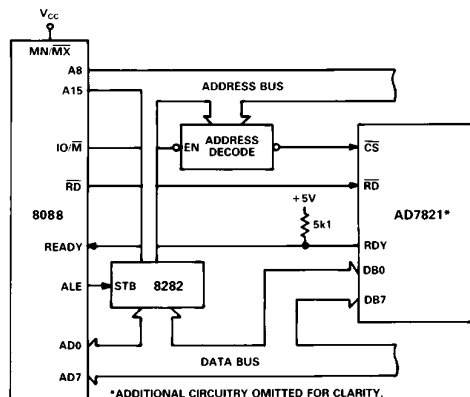 VCC
MN/MX
A8
A15
ADDRESS BUS
IO/M
EN
ADDRESS
DECODE
CS
RD
RD
+5V
5k1
8088
AD7821*
READY
RDY
DB0
ALE
STB
8282
DB7
AD0
DATA BUS
AD7
*ADDITIONAL CIRCUITRY OMITTED FOR CLARITY.